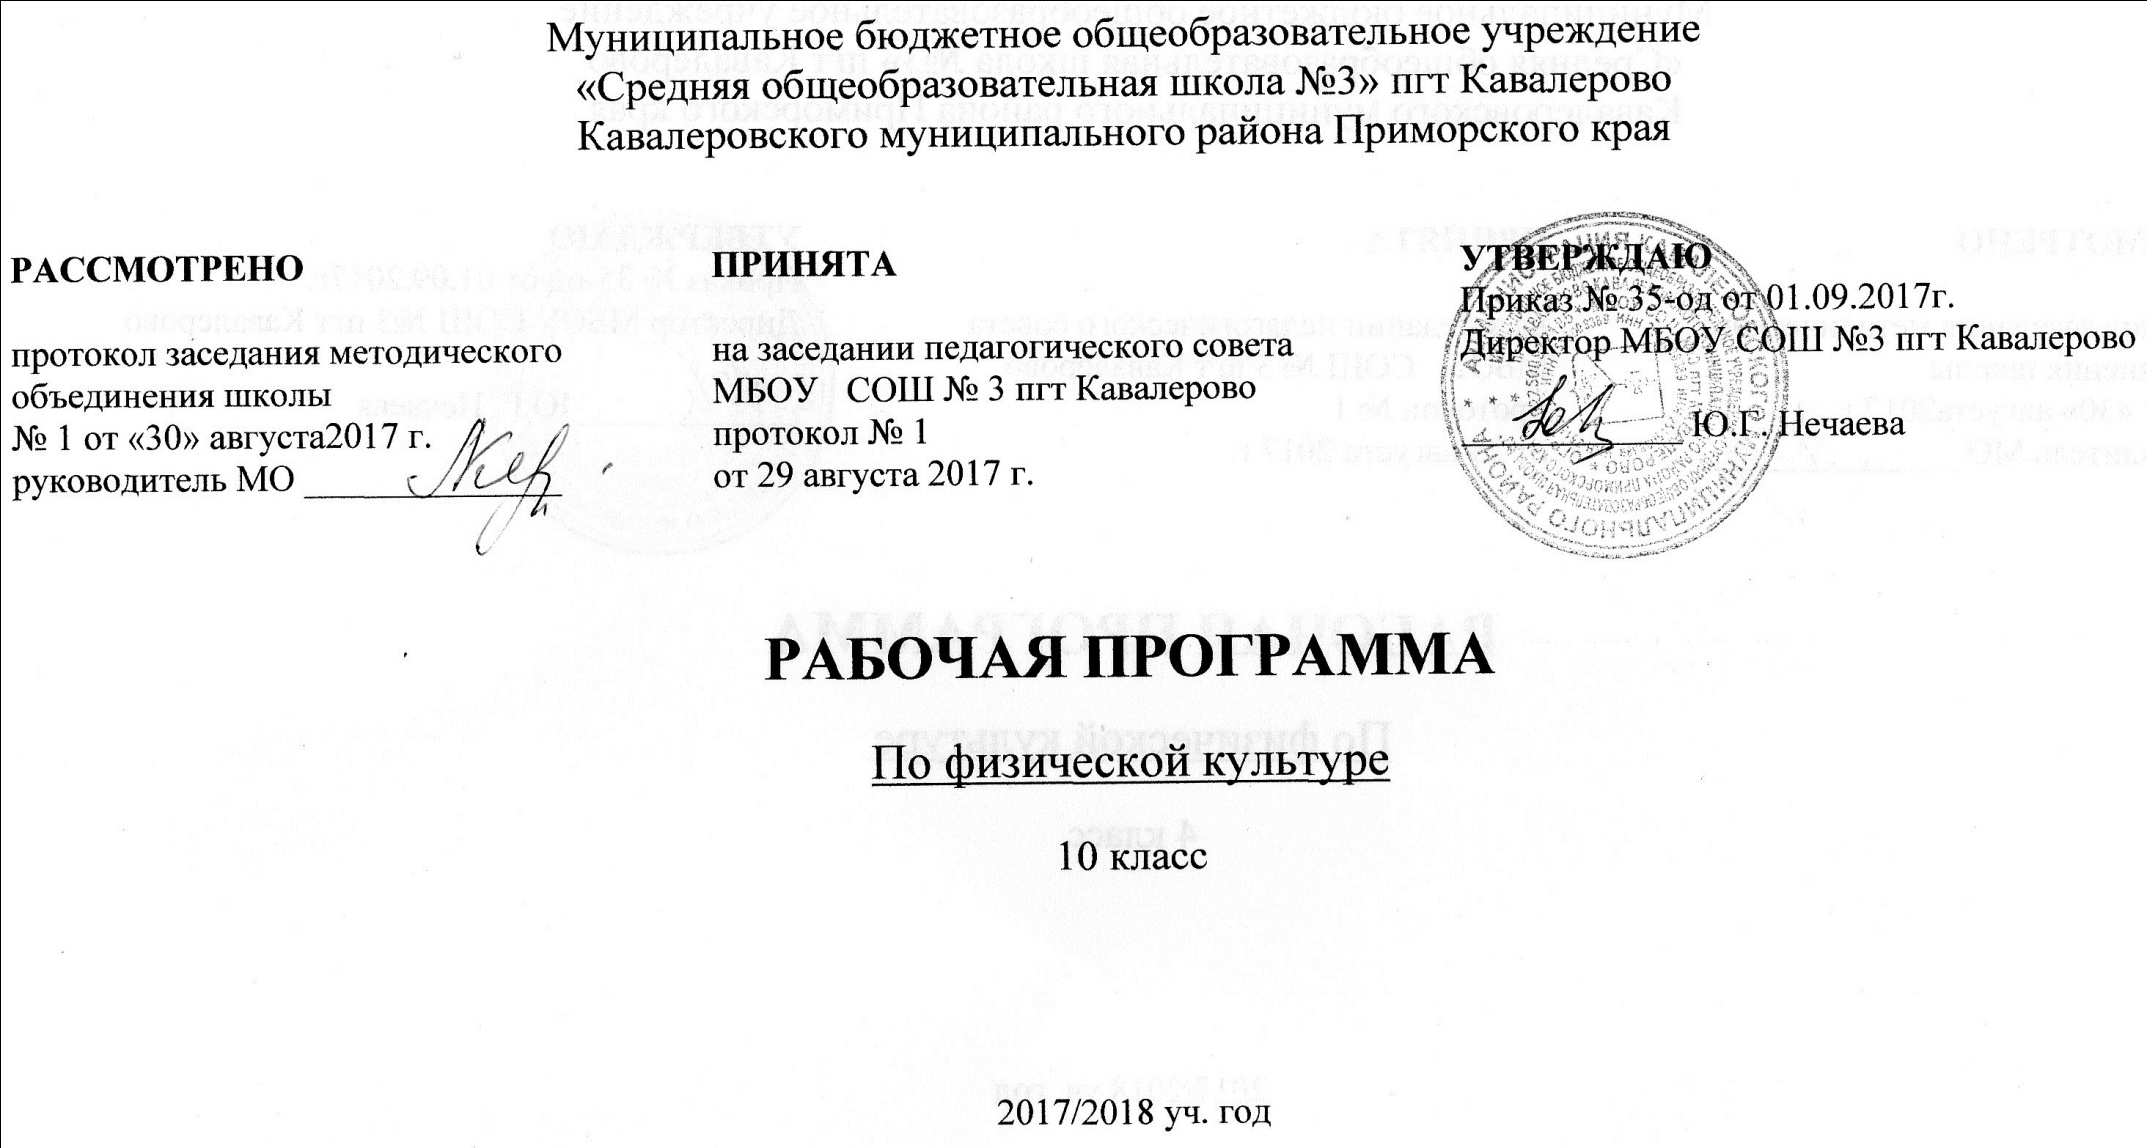 Муниципальное бюджетное общеобразовательное учреждение
«Средняя общеобразовательная школа №3» пгт Кавалерово
Кавалеровского муниципального района Приморского края
РАССМОТРЕНО
протокол заседания методического
объединения школы
№ 1 от «30» августа2017 г.
руководитель МО
ПРИНЯТА
на заседании педагогического совета
МБОУ СОШ № 3 пгт Кавалерово
протокол № 1
от 29 августа 2017 г.
УТВЕРЖДАЮ
Приказ № 35-од от 01.09.2017г.
Директор МБОУ СОШ №3 пгт Кавалерово
Ю.Г. Нечаева
РАБОЧАЯ ПРОГРАММА
По физической культуре
10 класс
2017/2018 уч. год